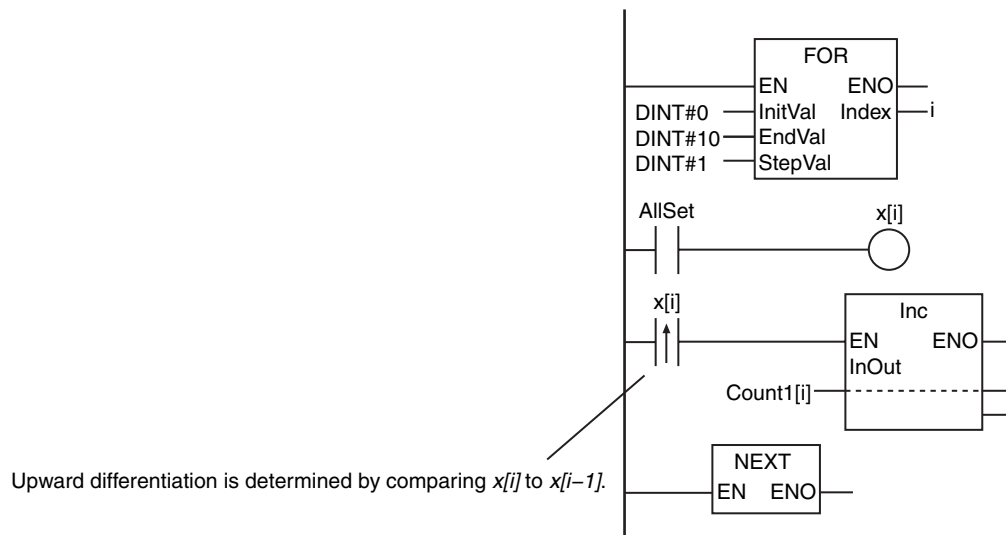 FOR
EN ENO
DINT#0 InitVal Index i
DINT#10 EndVal
DINT#1 StepVal
AllSet x[i]
x[i] Inc
EN ENO
InOut
Count1[i]
Upward differentiation is determined by comparing x[i] to x[i–1].
NEXT
EN ENO